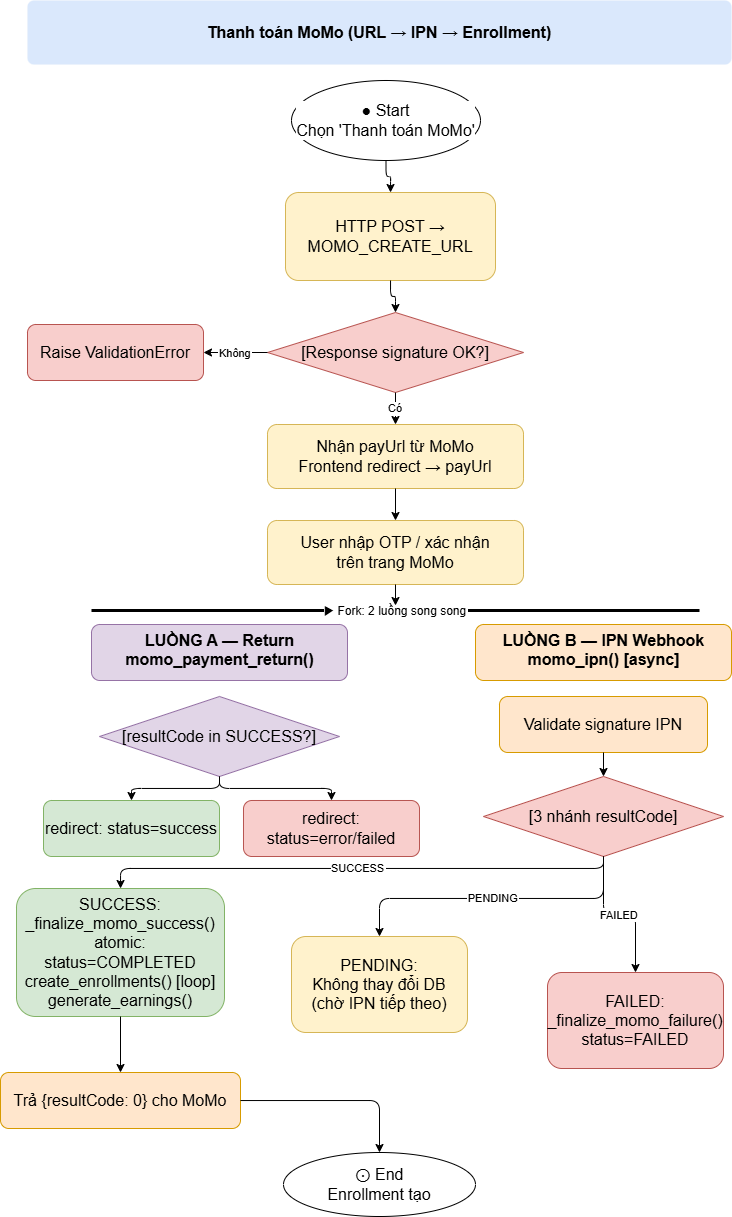 Thanh toán MoMo (URL → IPN → Enrollment)
● Start
Chọn 'Thanh toán MoMo'
HTTP POST →
MOMO_CREATE_URL
[Response signature OK?]
Không
Raise ValidationError
Có
Nhận payUrl từ MoMo
Frontend redirect → payUrl
User nhập OTP / xác nhận
trên trang MoMo
Fork: 2 luồng song song
LUỒNG A — Return
momo_payment_return()
LUỒNG B — IPN Webhook
momo_ipn() [async]
[resultCode in SUCCESS?]
Validate signature IPN
redirect: status=success
redirect:
status=error/failed
[3 nhánh resultCode]
SUCCESS
PENDING
FAILED
SUCCESS:
_finalize_momo_success()
atomic:
status=COMPLETED
create_enrollments() [loop]
generate_earnings()
PENDING:
Không thay đổi DB
(chờ IPN tiếp theo)
FAILED:
_finalize_momo_failure()
status=FAILED
Trả {resultCode: 0} cho MoMo
⊙ End
Enrollment tạo